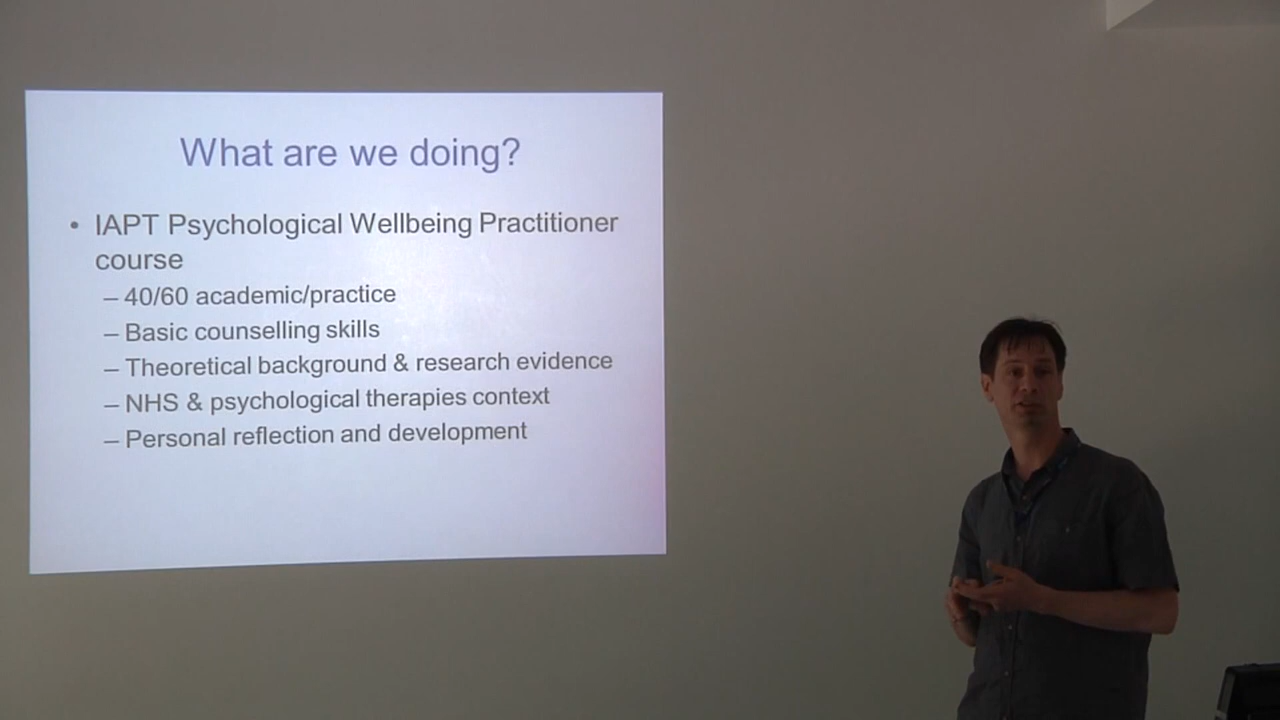 What are we doing?
• IAPT Psychological Wellbeing Practitioner
course
– 40/60 academic/practice
– Basic counselling skills
– Theoretical background & research evidence
– NHS & psychological therapies context
– Personal reflection and development